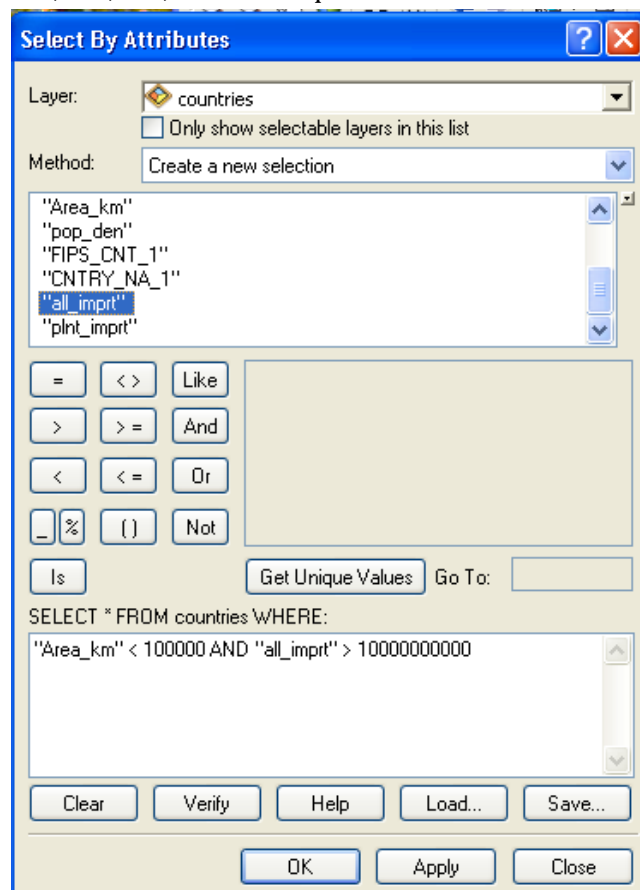 Select By Attributes
Layer: countries
Only show selectable layers in this list
Method: Create a new selection
"Area_km"
"pop_den"
"FIPS_CNT_1"
"CNTRY_NA_1"
"all_imprt"
"plnt_imprt"
= < > Like
> > = And
< < = Or
_ % ( ) Not
Is Get Unique Values Go To:
SELECT * FROM countries WHERE:
"Area_km" < 100000 AND "all_imprt" > 10000000000
Clear Verify Help Load... Save...
OK Apply Close